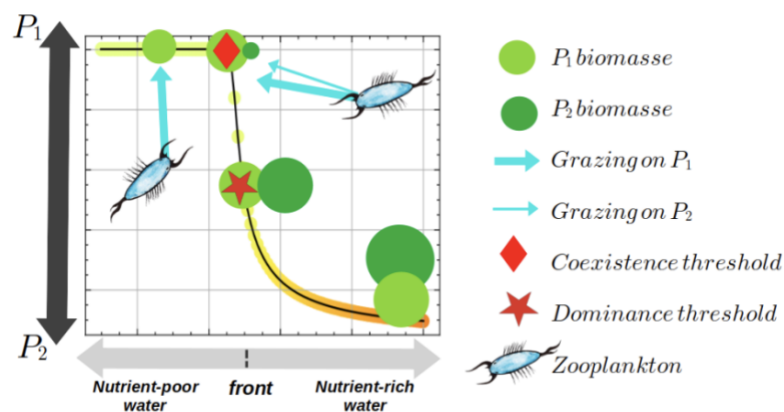 P₁
P₂
Nutrient-poor
water
front
Nutrient-rich
water
P₁ biomasse
P₂ biomasse
Grazing on P₁
Grazing on P₂
Coexistence threshold
Dominance threshold
Zooplankton